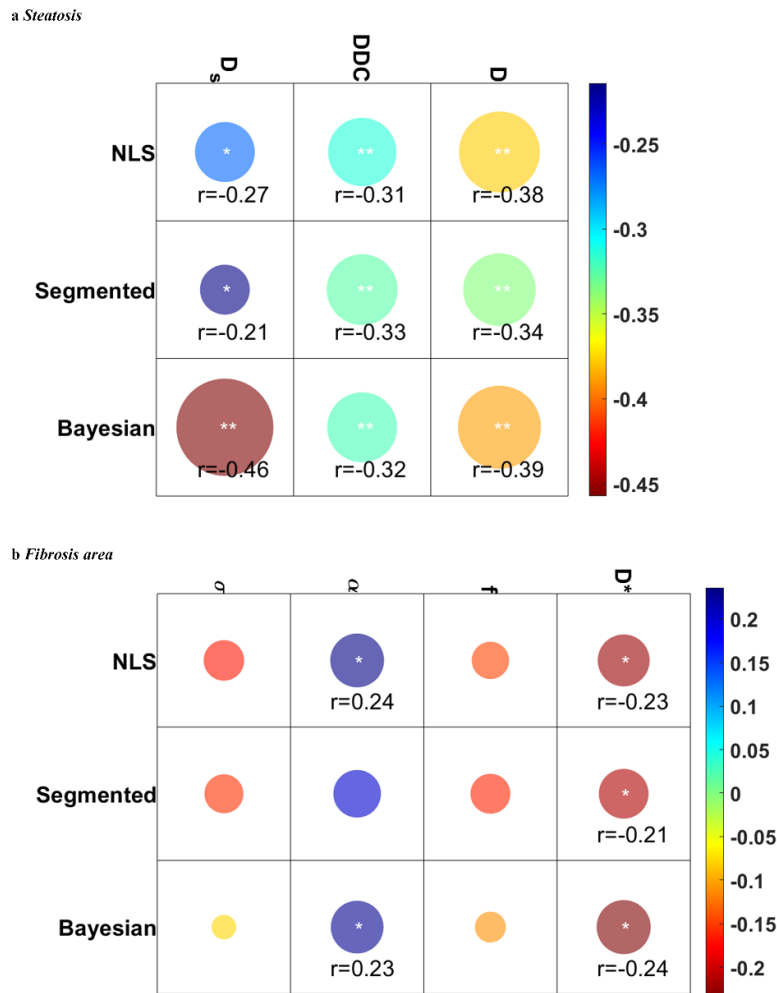 a Steatosis
Ds DDC D
NLS * ** **
r=-0.27 r=-0.31 r=-0.38
Segmented * ** **
r=-0.21 r=-0.33 r=-0.34
Bayesian ** ** **
r=-0.46 r=-0.32 r=-0.39
-0.25
-0.3
-0.35
-0.4
-0.45
b Fibrosis area
σ α f D*
NLS * *
r=0.24 r=-0.23
Segmented *
r=-0.21
Bayesian * *
r=0.23 r=-0.24
0.2
0.15
0.1
0.05
0
-0.05
-0.1
-0.15
-0.2